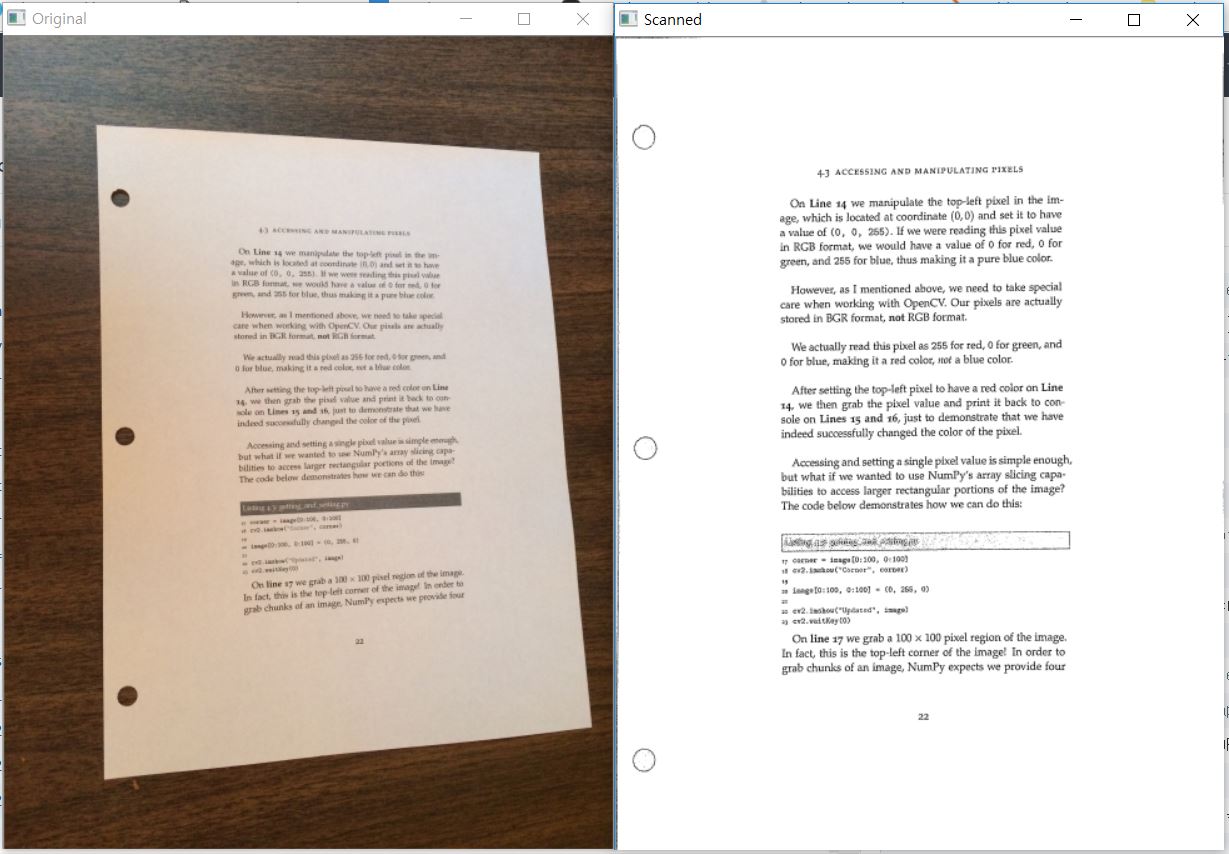 Original
4.3 ACCESSING AND MANIPULATING PIXELS
On Line 14 we manipulate the top-left pixel in the im-
age, which is located at coordinate (0,0) and set it to have
a value of (0, 0, 255). If we were reading this pixel value
in RGB format, we would have a value of 0 for red, 0 for
green, and 255 for blue, thus making it a pure blue color.
However, as I mentioned above, we need to take special
care when working with OpenCV. Our pixels are actually
stored in BGR format, not RGB format.
We actually read this pixel as 255 for red, 0 for green, and
0 for blue, making it a red color, not a blue color.
After setting the top-left pixel to have a red color on Line
14, we then grab the pixel value and print it back to con-
sole on Lines 15 and 16, just to demonstrate that we have
indeed successfully changed the color of the pixel.
Accessing and setting a single pixel value is simple enough,
but what if we wanted to use NumPy's array slicing capa-
bilities to access larger rectangular portions of the image?
The code below demonstrates how we can do this:
Listing 4.3: getting_and_setting.py
17 corner = image[0:100, 0:100]
18 cv2.imshow("Corner", corner)
19
20 image[0:100, 0:100] = (0, 255, 0)
21
22 cv2.imshow("Updated", image)
23 cv2.waitKey(0)
On line 17 we grab a 100 × 100 pixel region of the image.
In fact, this is the top-left corner of the image! In order to
grab chunks of an image, NumPy expects we provide four
22
Scanned
4.3 ACCESSING AND MANIPULATING PIXELS
On Line 14 we manipulate the top-left pixel in the im-
age, which is located at coordinate (0,0) and set it to have
a value of (0, 0, 255). If we were reading this pixel value
in RGB format, we would have a value of 0 for red, 0 for
green, and 255 for blue, thus making it a pure blue color.
However, as I mentioned above, we need to take special
care when working with OpenCV. Our pixels are actually
stored in BGR format, not RGB format.
We actually read this pixel as 255 for red, 0 for green, and
0 for blue, making it a red color, not a blue color.
After setting the top-left pixel to have a red color on Line
14, we then grab the pixel value and print it back to con-
sole on Lines 15 and 16, just to demonstrate that we have
indeed successfully changed the color of the pixel.
Accessing and setting a single pixel value is simple enough,
but what if we wanted to use NumPy's array slicing capa-
bilities to access larger rectangular portions of the image?
The code below demonstrates how we can do this:
Listing 4.3: getting_and_setting.py
17 corner = image[0:100, 0:100]
18 cv2.imshow("Corner", corner)
19
20 image[0:100, 0:100] = (0, 255, 0)
21
22 cv2.imshow("Updated", image)
23 cv2.waitKey(0)
On line 17 we grab a 100 × 100 pixel region of the image.
In fact, this is the top-left corner of the image! In order to
grab chunks of an image, NumPy expects we provide four
22